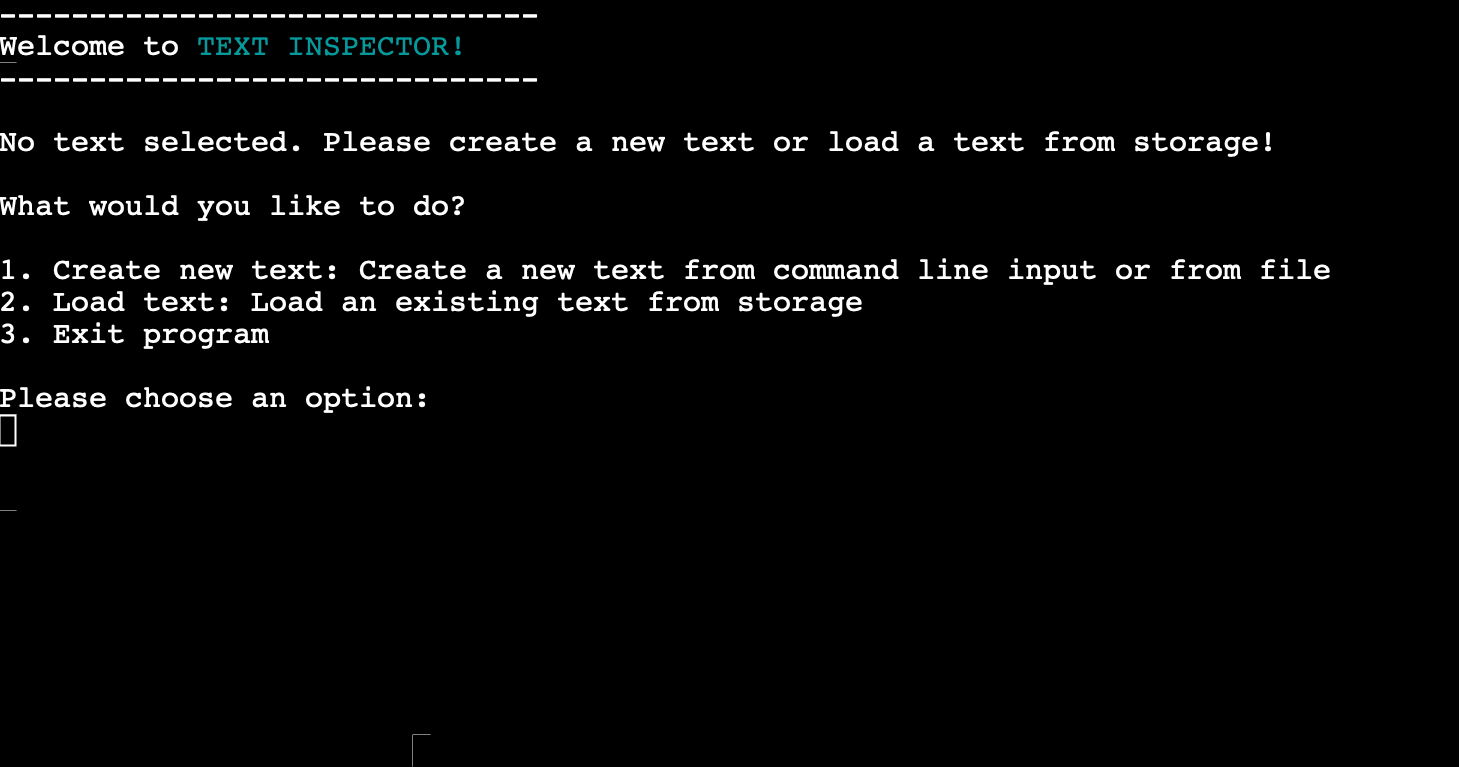 ------------------------------
Welcome to TEXT INSPECTOR!
------------------------------
No text selected. Please create a new text or load a text from storage!
What would you like to do?
1. Create new text: Create a new text from command line input or from file
2. Load text: Load an existing text from storage
3. Exit program
Please choose an option: